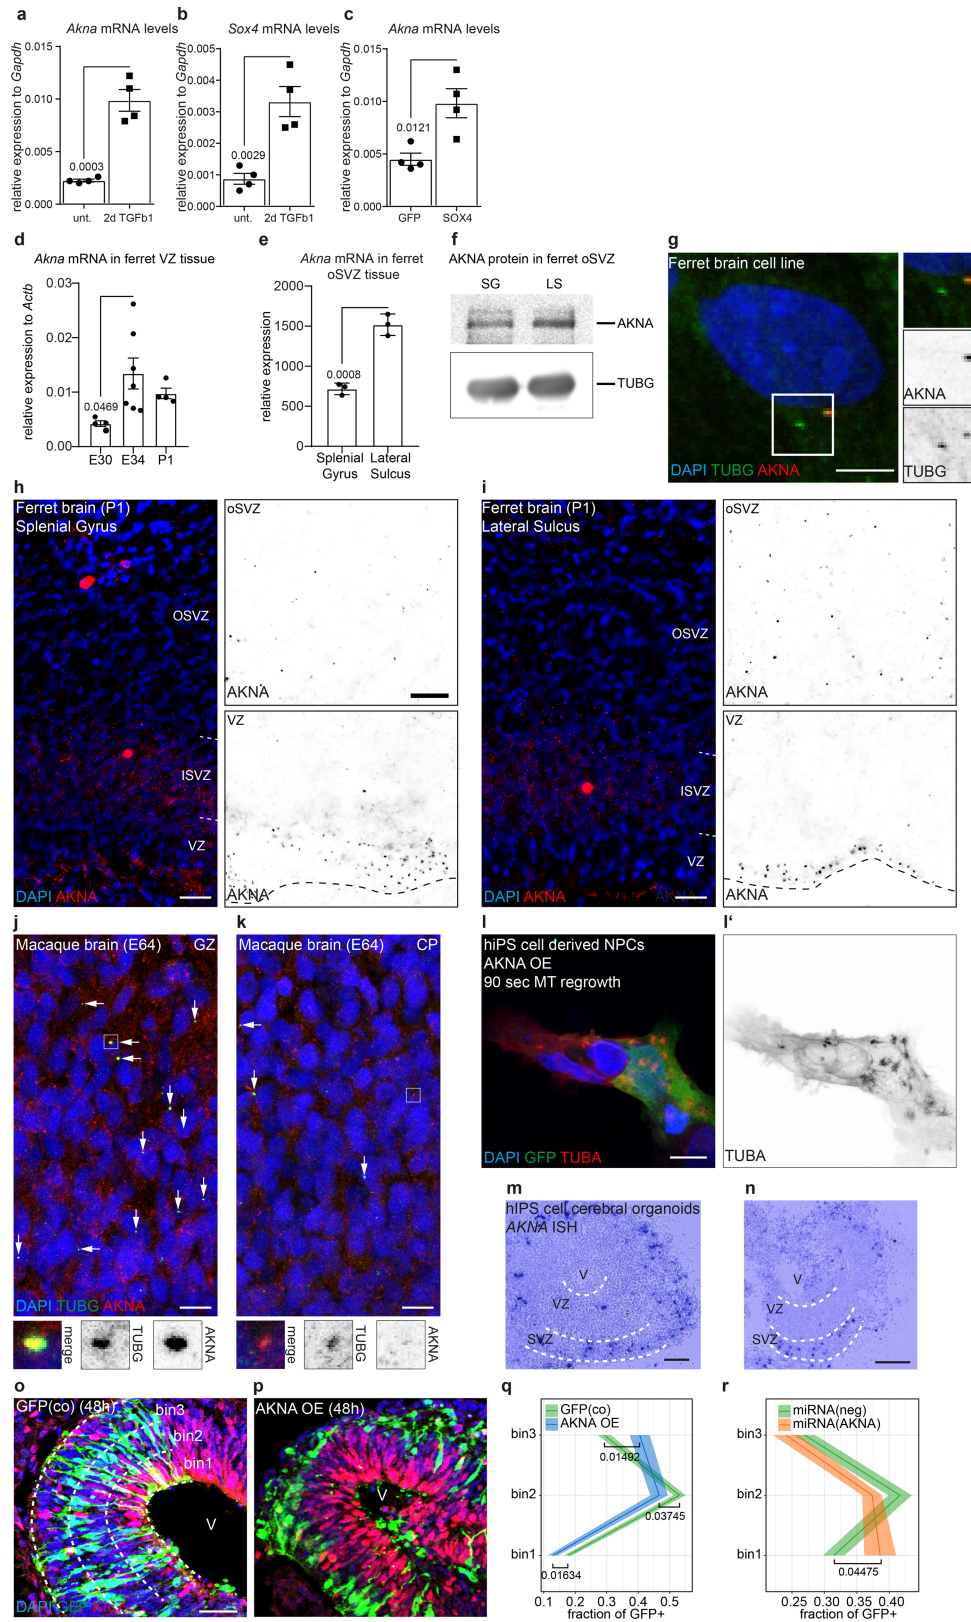 a
Akna mRNA levels
relative expression to Gapdh
0.015
0.010
0.005
0.000
0.0003
unt.
2d TGFb1
b
Sox4 mRNA levels
relative expression to Gapdh
0.005
0.004
0.003
0.002
0.001
0.000
0.0029
unt.
2d TGFb1
c
Akna mRNA levels
relative expression to Gapdh
0.015
0.010
0.005
0.000
0.0121
GFP
SOX4
d
Akna mRNA in ferret VZ tissue
relative expression to Actb
0.03
0.02
0.01
0.00
0.0469
E30
E34
P1
e
Akna mRNA in ferret
oSVZ tissue
relative expression
2000
1500
1000
500
0
0.0008
Splenial
Gyrus
Lateral
Sulcus
f
AKNA protein in ferret oSVZ
SG
LS
AKNA
TUBG
g
Ferret brain cell line
DAPI TUBG AKNA
AKNA
TUBG
h
Ferret brain (P1)
Splenial Gyrus
OSVZ
ISVZ
VZ
DAPI AKNA
oSVZ
AKNA
VZ
AKNA
i
Ferret brain (P1)
Lateral Sulcus
OSVZ
ISVZ
VZ
DAPI AKNA
AKNA
oSVZ
AKNA
VZ
AKNA
j
Macaque brain (E64)
GZ
DAPI TUBG AKNA
merge
TUBG
AKNA
k
Macaque brain (E64)
CP
merge
TUBG
AKNA
l
hiPS cell derived NPCs
AKNA OE
90 sec MT regrowth
DAPI GFP TUBA
l‘
TUBA
m
hIPS cell cerebral organoids
AKNA ISH
V
VZ
SVZ
n
V
VZ
SVZ
o
GFP(co) (48h)
bin3
bin2
bin1
V
DAPI GFP KI67
p
AKNA OE (48h)
V
q
GFP(co)
AKNA OE
bin3
bin2
bin1
0.01492
0.03745
0.01634
0.1
0.2
0.3
0.4
0.5
fraction of GFP+
r
miRNA(neg)
miRNA(AKNA)
bin3
bin2
bin1
0.04475
0.25
0.30
0.35
0.40
fraction of GFP+